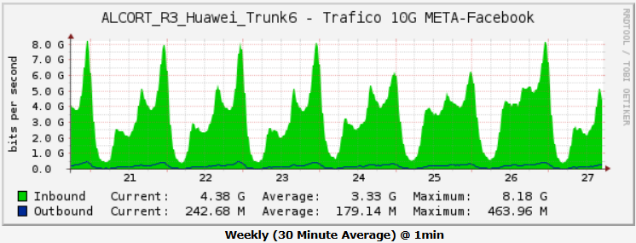 ALCORT_R3_Huawei_Trunk6 - Trafico 10G META-Facebook
RRDTOOL / TOBI OETIKER
bits per second
8.0 G
7.0 G
6.0 G
5.0 G
4.0 G
3.0 G
2.0 G
1.0 G
0.0
21 22 23 24 25 26 27
Inbound Current: 4.38 G Average: 3.33 G Maximum: 8.18 G
Outbound Current: 242.68 M Average: 179.14 M Maximum: 463.96 M
Weekly (30 Minute Average) @ 1min